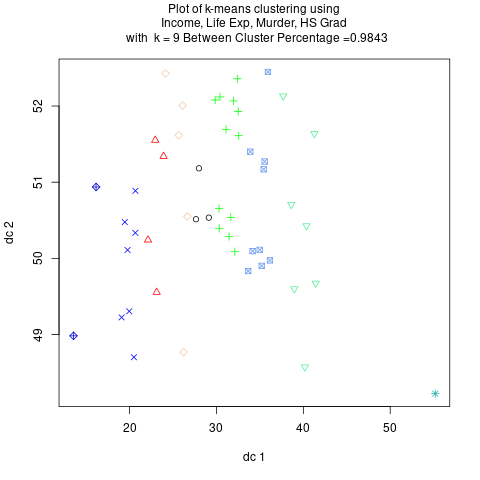 Plot of k-means clustering using
Income, Life Exp, Murder, HS Grad
with k = 9 Between Cluster Percentage =0.9843
52
51
50
49
dc 2
20
30
40
50
dc 1